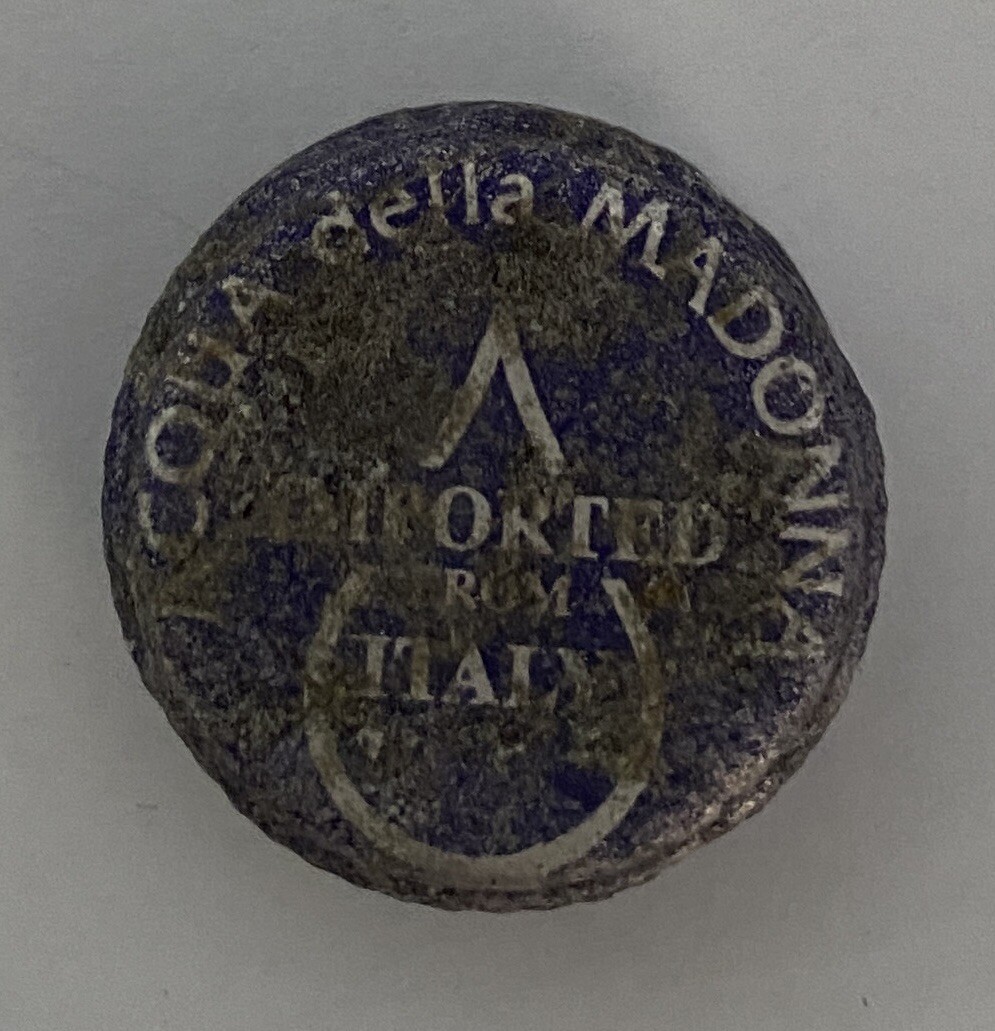 ACQUA della MADONNA
IMPORTED
FROM
ITALY